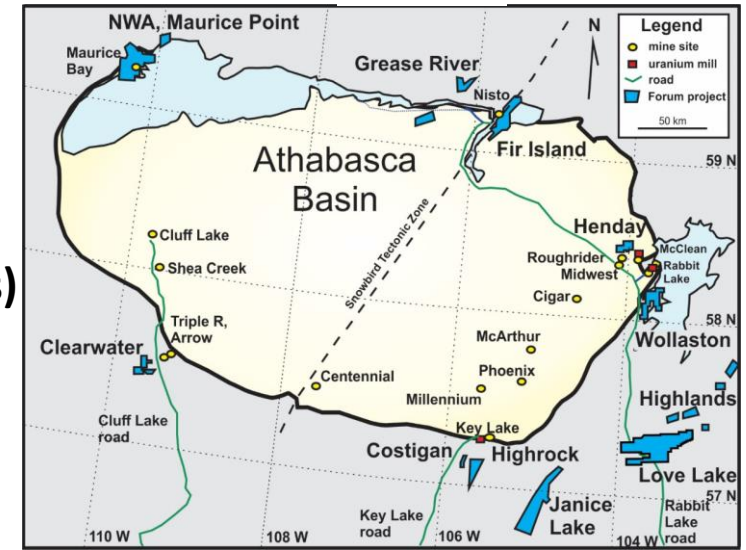 NWA, Maurice Point
Maurice
Bay
Grease River
Nisto
N
Legend
mine site
uranium mill
road
Forum project
50 km
Athabasca
Basin
Fir Island
59 N
Snowbird Tectonic Zone
Cluff Lake
Shea Creek
Henday
Roughrider
Midwest
McClean
Rabbit
Lake
Cigar
58 N
Wollaston
Triple R,
Arrow
Clearwater
McArthur
Phoenix
Centennial
Millennium
Highlands
Cluff Lake
road
Key Lake
Costigan
Highrock
Love Lake
57 N
Janice
Lake
Key Lake
road
Rabbit
Lake
road
110 W
108 W
106 W
104 W
)